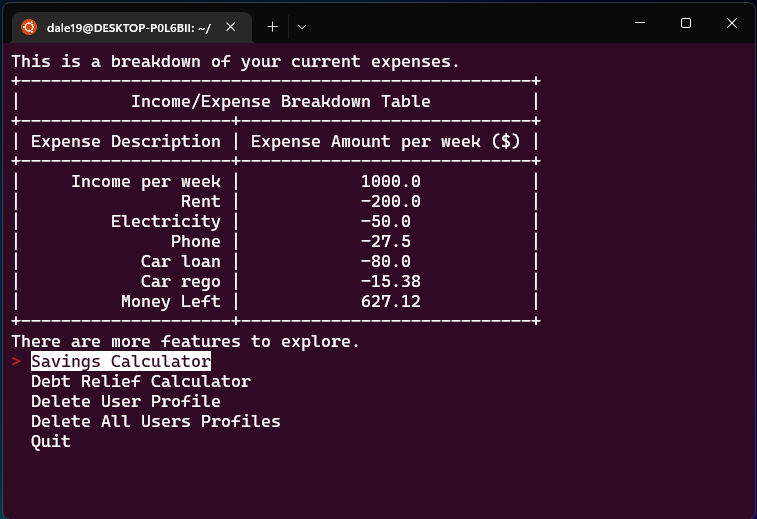 dale19@DESKTOP-P0L6BII: ~/
This is a breakdown of your current expenses.
Income/Expense Breakdown Table
Expense Description | Expense Amount per week ($)
Income per week | 1000.0
Rent | -200.0
Electricity | -50.0
Phone | -27.5
Car loan | -80.0
Car rego | -15.38
Money Left | 627.12
There are more features to explore.
> Savings Calculator
Debt Relief Calculator
Delete User Profile
Delete All Users Profiles
Quit